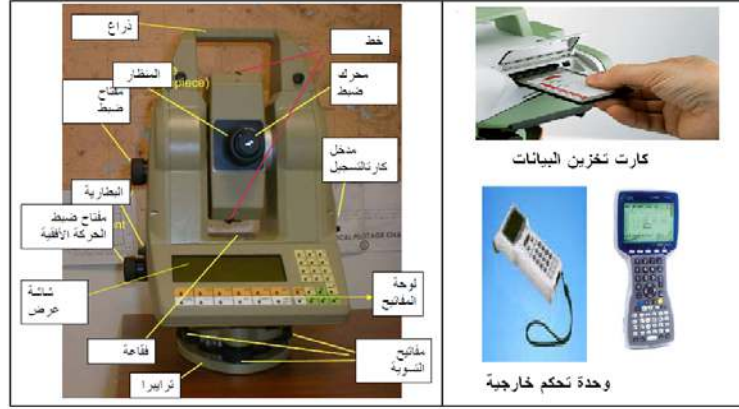 ذراع
خط
المنظار
محرك
ضبط
piece)
مفتاح
ضبط
مدخل
كارت التسجيل
البطارية
مفتاح ضبط
الحركة الأفقية
شاشة
عرض
لوحة
المفاتيح
فقاعة
مفاتيح
التسوية
ترايبرا
كارت تخزين البيانات
وحدة تحكم خارجية